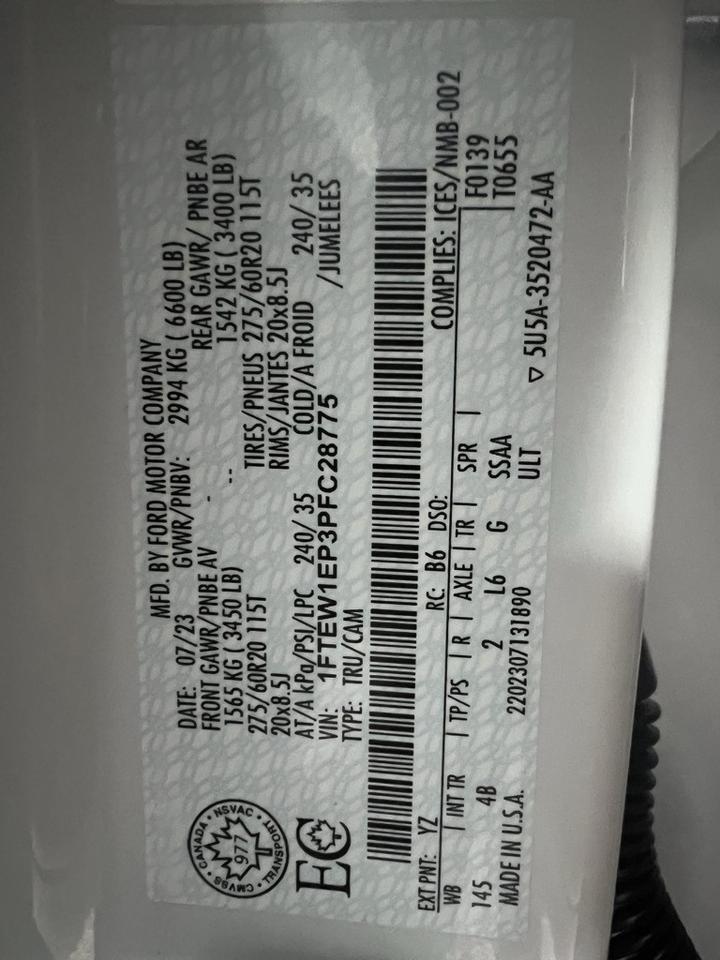 MFD. BY FORD MOTOR COMPANY
DATE: 07/23 GVWR/PNBV: 2994 KG ( 6600 LB)
FRONT GAWR/PNBE AV - REAR GAWR/ PNBE AR
1565 KG ( 3450 LB) -- 1542 KG ( 3400 LB)
275/60R20 115T TIRES/PNEUS 275/60R20 115T
20x8.5J RIMS/JANTES 20x8.5J
AT/A kPa/PSI/LPC 240/ 35 COLD/A FROID 240/ 35
VIN: 1FTEW1EP3PFC28775 /JUMELEES
TYPE: TRU/CAM
CMVSS • CANADA • NSVAC • TRANSPORT •
977
EC
EXT PNT: YZ RC: B6 DSO: COMPLIES: ICES/NMB-002
WB | INT TR | TP/PS | R | AXLE | TR | SPR | F0139
145 4B 2 L6 G SSAA T0655
MADE IN U.S.A. 2202307131890 ULT
▽ 5U5A-3520472-AA